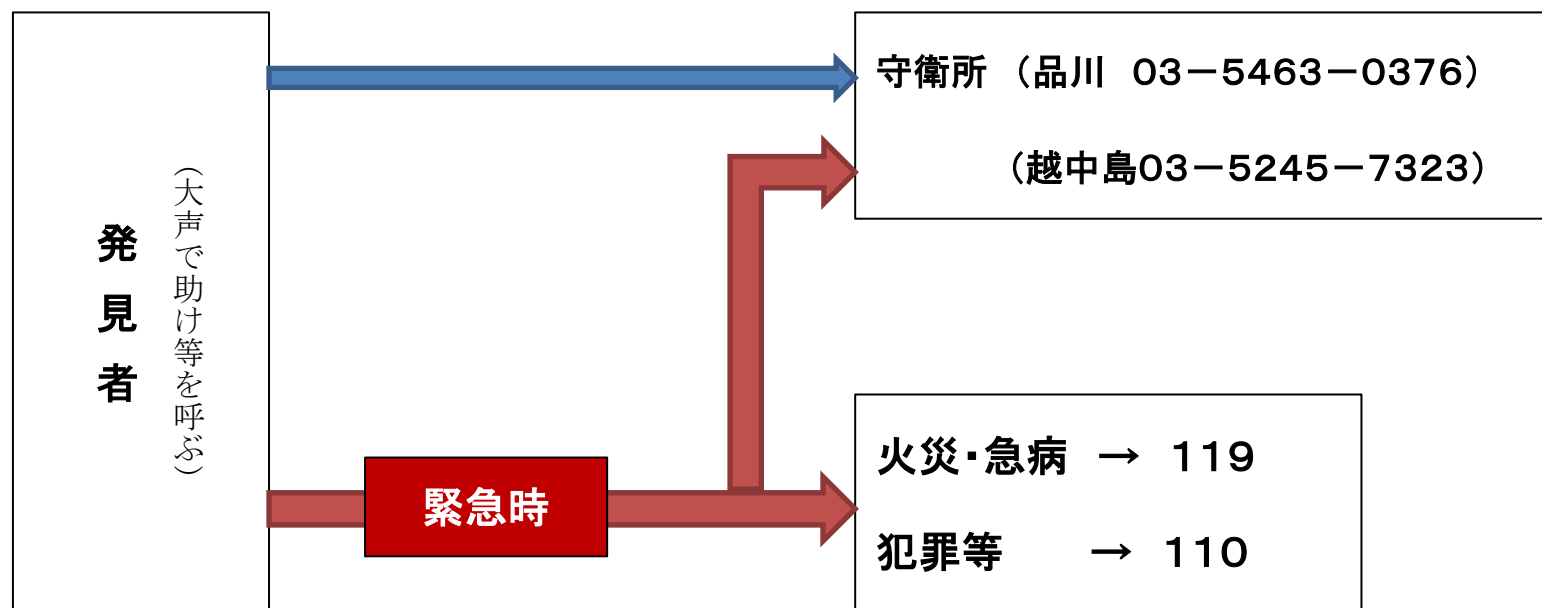 発見者
（大声で助け等を呼ぶ）
守衛所 （品川 03－5463－0376）
（越中島03－5245－7323）
緊急時
火災・急病 → 119
犯罪等 → 110